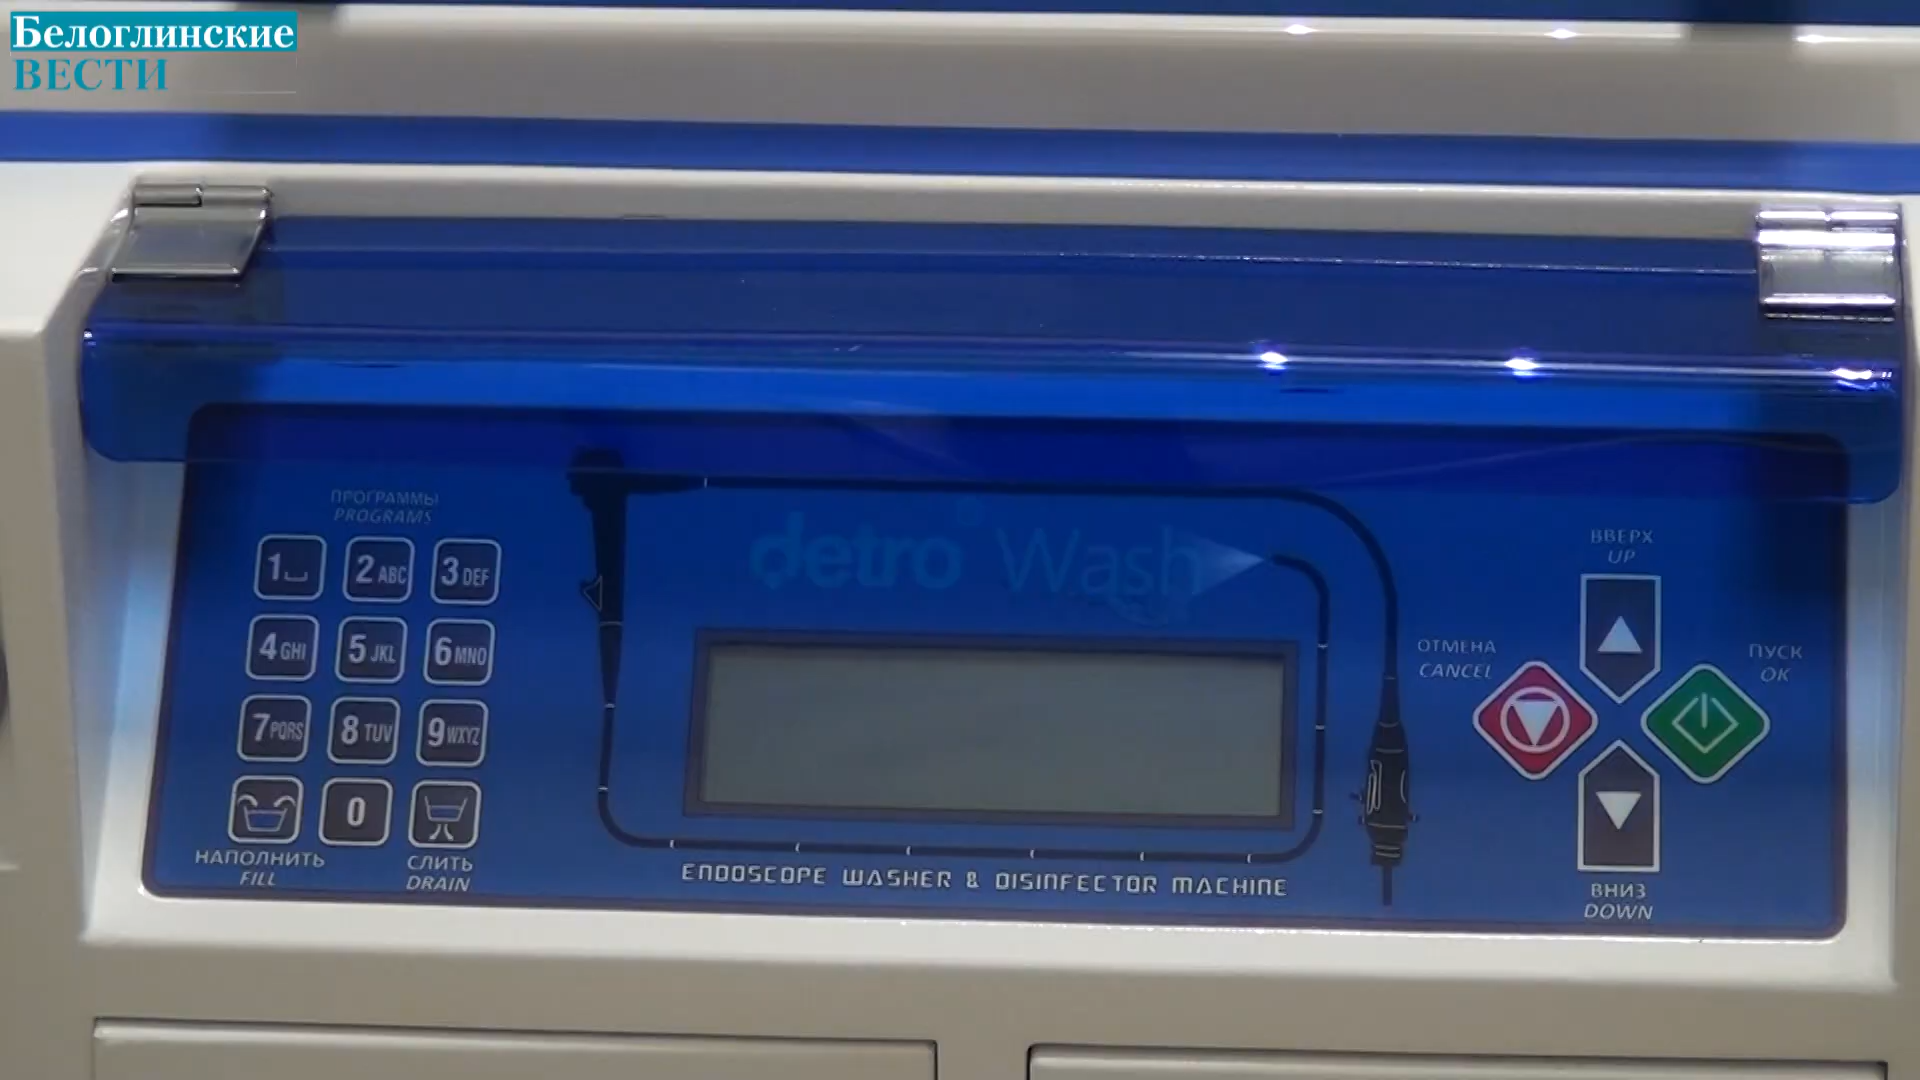 Белоглинские
ВЕСТИ
ПРОГРАММЫ
PROGRAMS
1
2 ABC
3 DEF
4 GHI
5 JKL
6 MNO
7 PQRS
8 TUV
9 WXYZ
0
НАПОЛНИТЬ
FILL
СЛИТЬ
DRAIN
detro Wash
ENDOSCOPE WASHER & DISINFECTOR MACHINE
ВВЕРХ
UP
ОТМЕНА
CANCEL
ПУСК
OK
ВНИЗ
DOWN